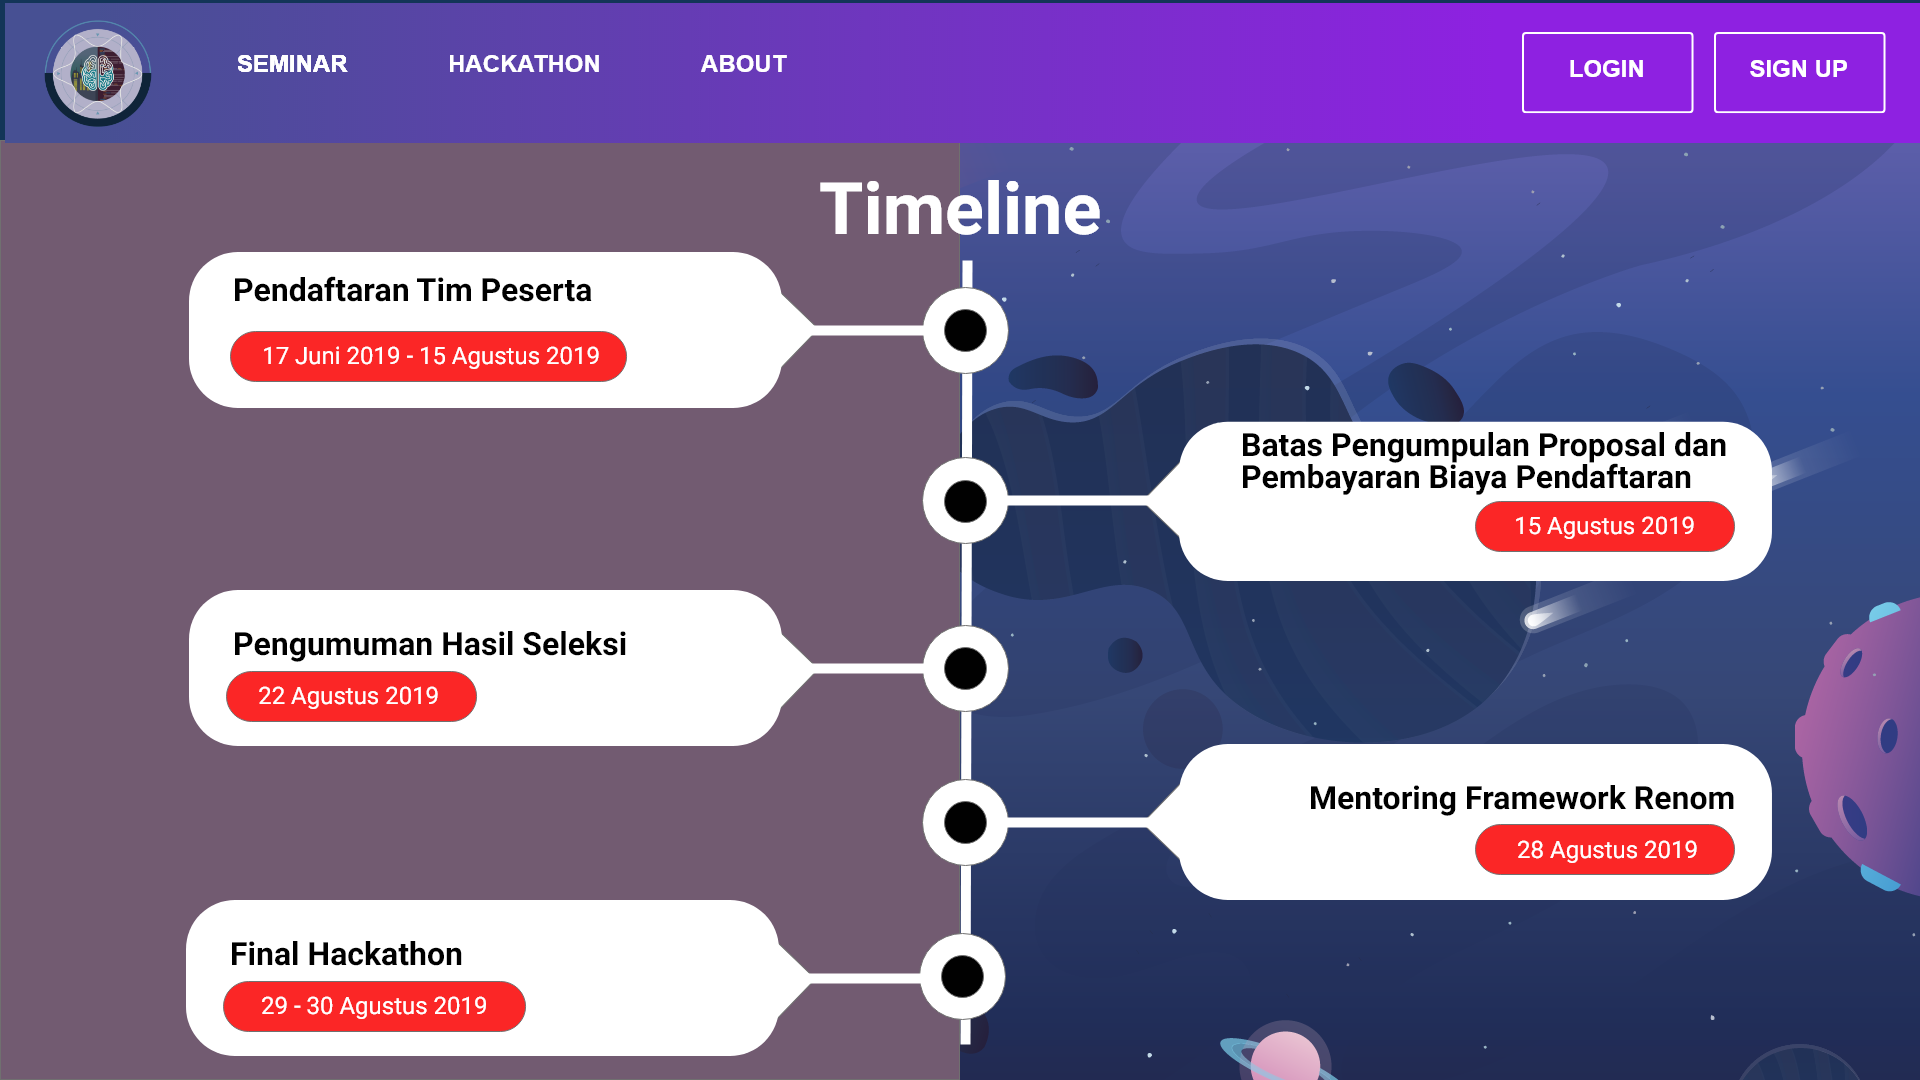 SEMINAR
HACKATHON
ABOUT
LOGIN
SIGN UP
Timeline
Pendaftaran Tim Peserta
17 Juni 2019 - 15 Agustus 2019
Batas Pengumpulan Proposal dan
Pembayaran Biaya Pendaftaran
15 Agustus 2019
Pengumuman Hasil Seleksi
22 Agustus 2019
Mentoring Framework Renom
28 Agustus 2019
Final Hackathon
29 - 30 Agustus 2019